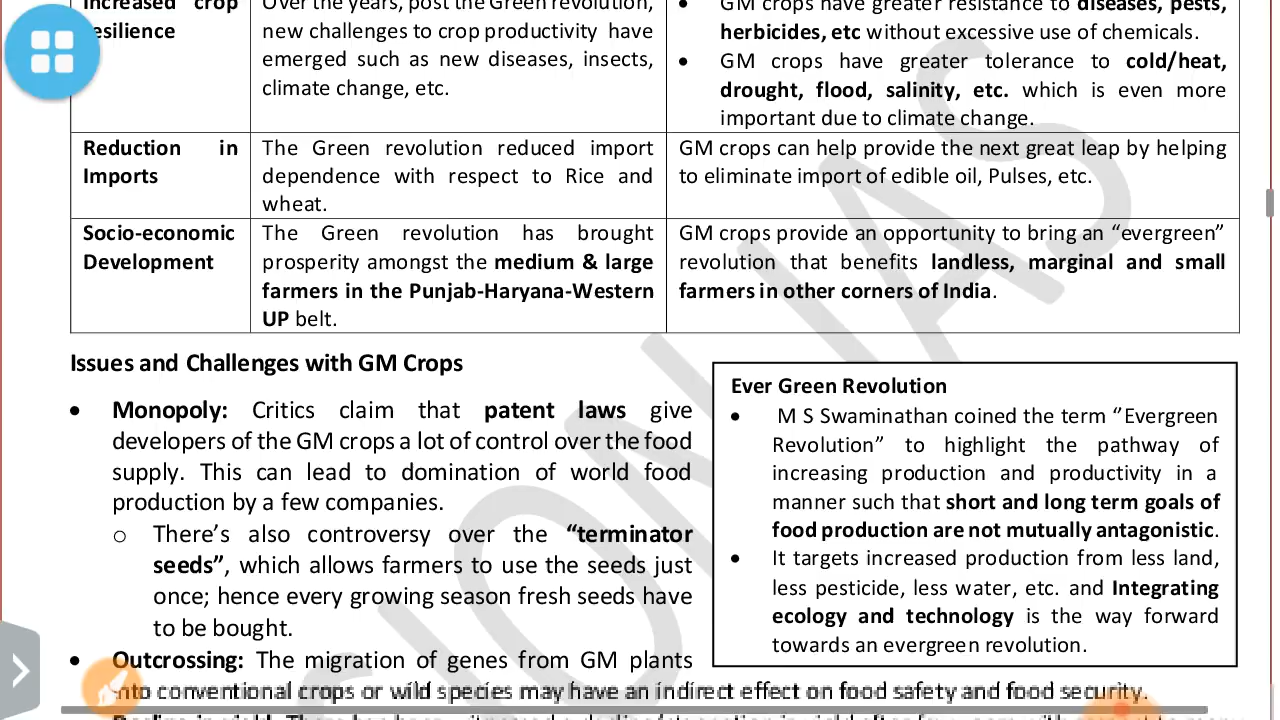 Increased crop
resilience
Over the years, post the Green revolution,
new challenges to crop productivity have
emerged such as new diseases, insects,
climate change, etc.
• GM crops have greater resistance to diseases, pests,
herbicides, etc without excessive use of chemicals.
• GM crops have greater tolerance to cold/heat,
drought, flood, salinity, etc. which is even more
important due to climate change.
Reduction in
Imports
The Green revolution reduced import
dependence with respect to Rice and
wheat.
GM crops can help provide the next great leap by helping
to eliminate import of edible oil, Pulses, etc.
Socio-economic
Development
The Green revolution has brought
prosperity amongst the medium & large
farmers in the Punjab-Haryana-Western
UP belt.
GM crops provide an opportunity to bring an “evergreen”
revolution that benefits landless, marginal and small
farmers in other corners of India.
Issues and Challenges with GM Crops
• Monopoly: Critics claim that patent laws give
developers of the GM crops a lot of control over the food
supply. This can lead to domination of world food
production by a few companies.
o There’s also controversy over the “terminator
seeds”, which allows farmers to use the seeds just
once; hence every growing season fresh seeds have
to be bought.
• Outcrossing: The migration of genes from GM plants
into conventional crops or wild species may have an indirect effect on food safety and food security.
Ever Green Revolution
• M S Swaminathan coined the term “Evergreen
Revolution” to highlight the pathway of
increasing production and productivity in a
manner such that short and long term goals of
food production are not mutually antagonistic.
• It targets increased production from less land,
less pesticide, less water, etc. and Integrating
ecology and technology is the way forward
towards an evergreen revolution.
SION IAS